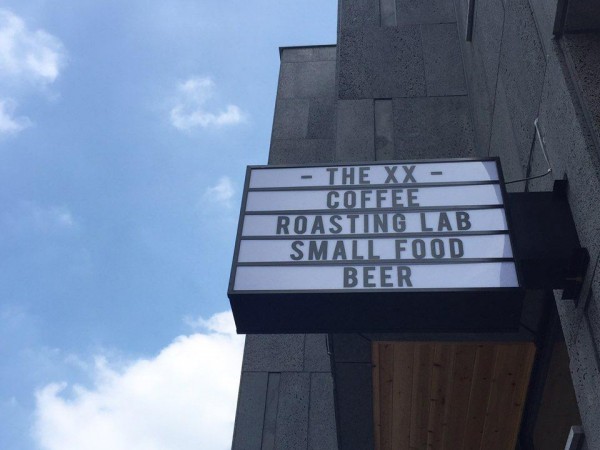 - THE XX -
COFFEE
ROASTING LAB
SMALL FOOD
BEER